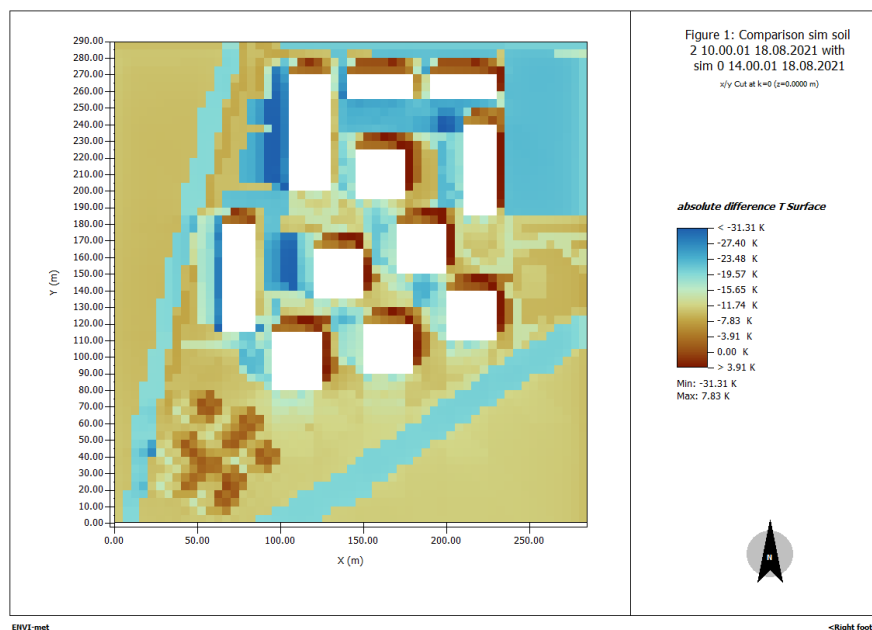 Figure 1: Comparison sim soil
2 10.00.01 18.08.2021 with
sim 0 14.00.01 18.08.2021
x/y Cut at k=0 (z=0.0000 m)
290.00
280.00
270.00
260.00
250.00
240.00
230.00
220.00
210.00
200.00
190.00
180.00
170.00
160.00
150.00
140.00
130.00
120.00
110.00
100.00
90.00
80.00
70.00
60.00
50.00
40.00
30.00
20.00
10.00
0.00
Y (m)
0.00 50.00 100.00 150.00 200.00 250.00
X (m)
absolute difference T Surface
< -31.31 K
-27.40 K
-23.48 K
-19.57 K
-15.65 K
-11.74 K
-7.83 K
-3.91 K
0.00 K
> 3.91 K
Min: -31.31 K
Max: 7.83 K
N
ENVI-met
<Right foot